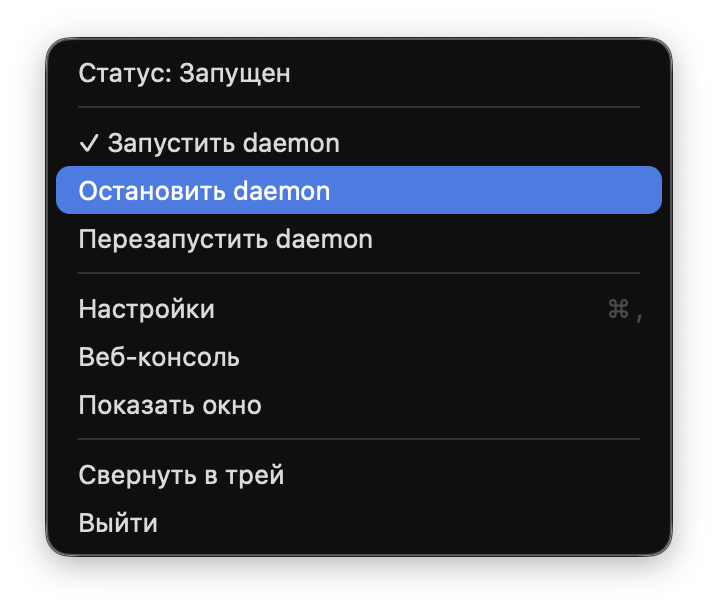 Статус: Запущен
✓ Запустить daemon
Остановить daemon
Перезапустить daemon
Настройки ⌘ ,
Веб-консоль
Показать окно
Свернуть в трей
Выйти